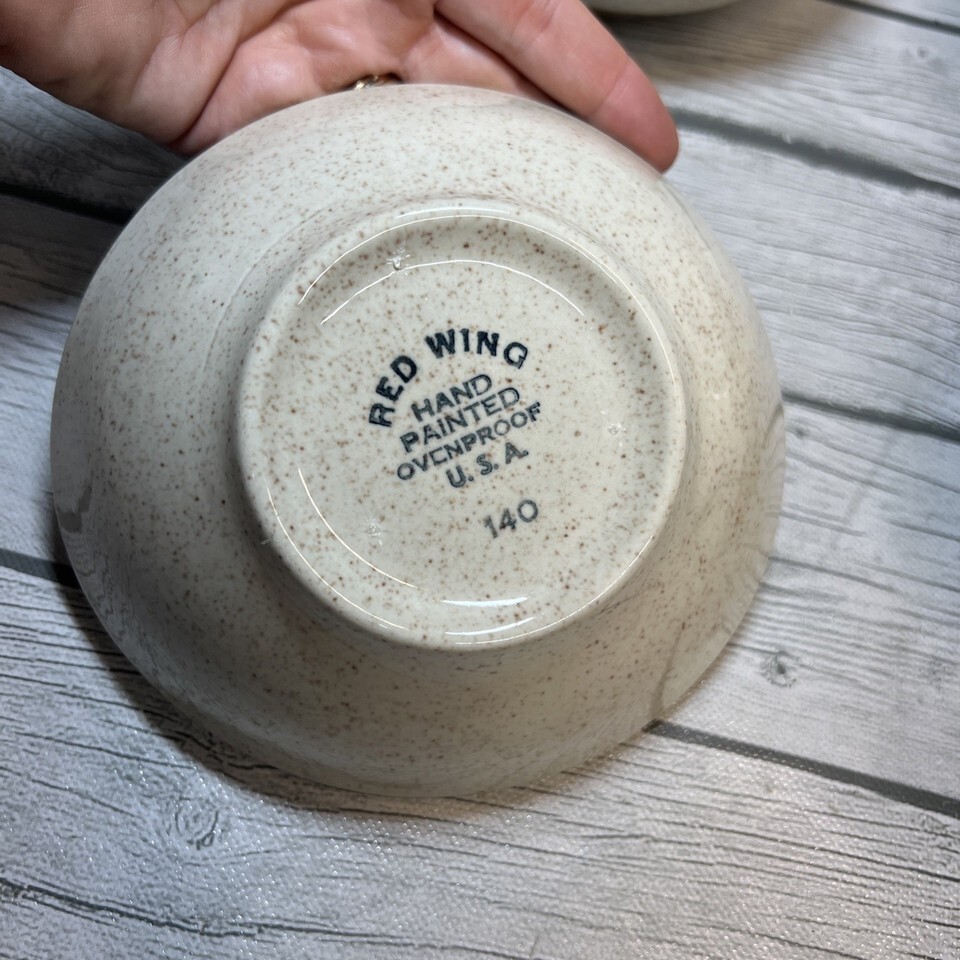 RED WING
HAND
PAINTED
OVENPROOF
U.S.A.
140